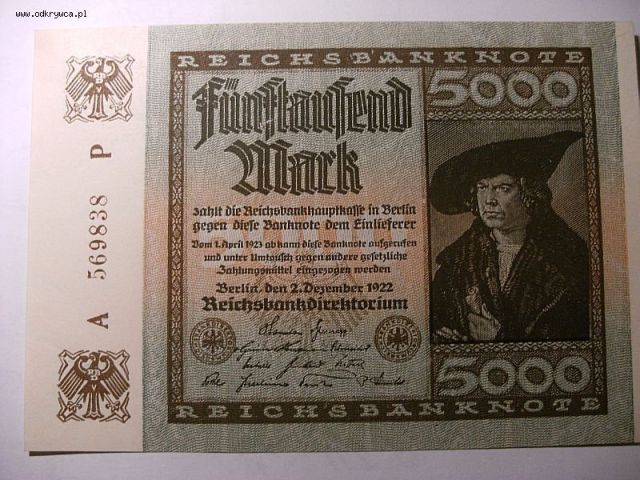 www.odkrywca.pl
REICHSBANKNOTE
5000
Fünftausend
Mark
zahlt die Reichsbankhauptkasse in Berlin
gegen diese Banknote dem Einlieferer
Vom 1. April 1923 ab kann diese Banknote aufgerufen
und unter Umtausch gegen andere gesetzliche
Zahlungsmittel eingezogen werden
Berlin, den 2. Dezember 1922
Reichsbankdirektorium
5000
REICHSBANKNOTE
A 569838 P